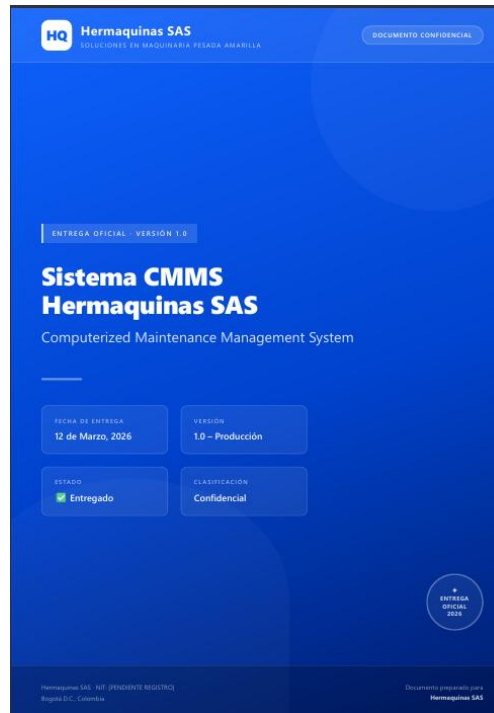 HQ
Hermaquinas SAS
SOLUCIONES EN MAQUINARIA PESADA AMARILLA
DOCUMENTO CONFIDENCIAL
ENTREGA OFICIAL · VERSIÓN 1.0
Sistema CMMS
Hermaquinas SAS
Computerized Maintenance Management System
FECHA DE ENTREGA
12 de Marzo, 2026
VERSIÓN
1.0 – Producción
ESTADO
✅ Entregado
CLASIFICACIÓN
Confidencial
✦
ENTREGA
OFICIAL
2026
Hermaquinas SAS · NIT: [PENDIENTE REGISTRO]
Bogotá D.C., Colombia
Documento preparado para
Hermaquinas SAS